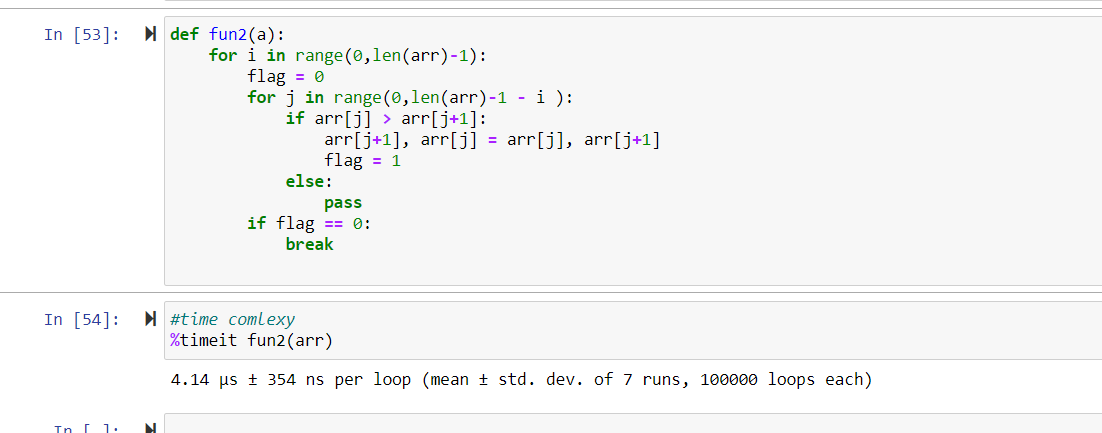 In [53]:
def fun2(a):
    for i in range(0,len(arr)-1):
        flag = 0
        for j in range(0,len(arr)-1 - i ):
            if arr[j] > arr[j+1]:
                arr[j+1], arr[j] = arr[j], arr[j+1]
                flag = 1
            else:
                pass
        if flag == 0:
            break
In [54]:
#time comlexy
%timeit fun2(arr)
4.14 µs ± 354 ns per loop (mean ± std. dev. of 7 runs, 100000 loops each)
In [ ]: